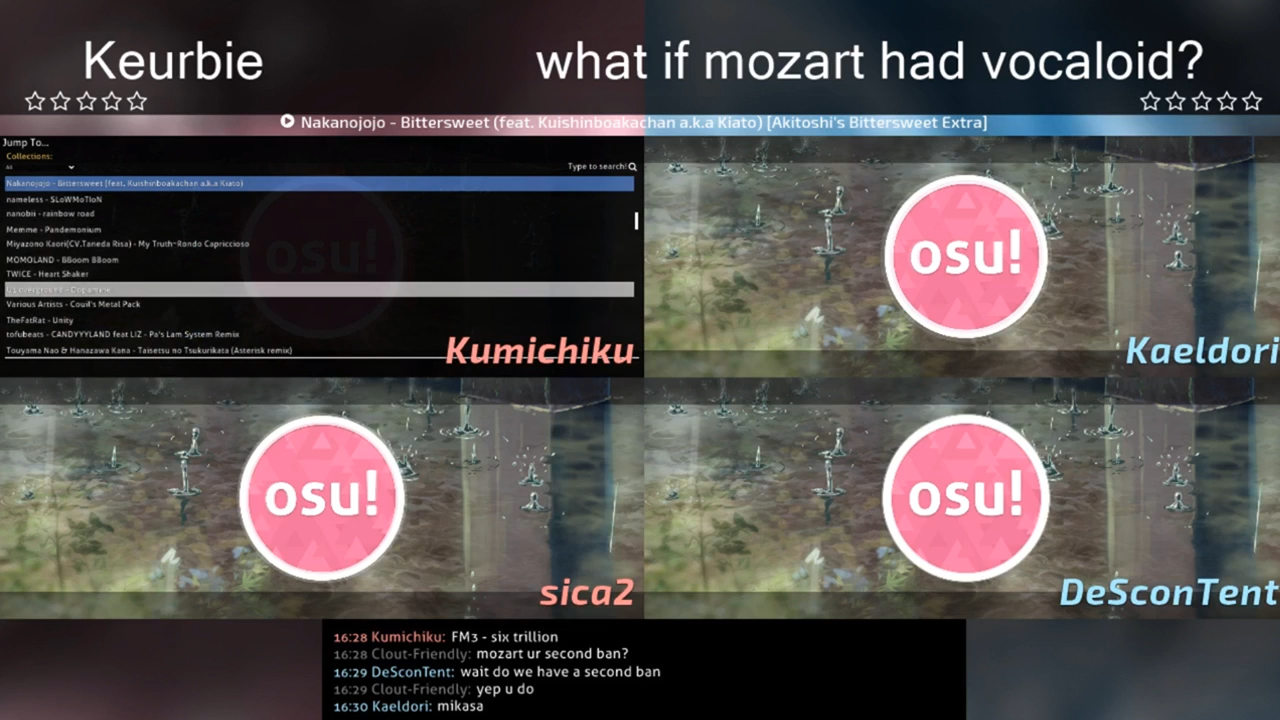 Keurbie
what if mozart had vocaloid?
Nakanojojo - Bittersweet (feat. Kuishinboakachan a.k.a Kiato) [Akitoshi's Bittersweet Extra]
Jump To...
Collections:
Type to search!
Nakanojojo - Bittersweet (feat. Kuishinboakachan a.k.a Kiato)
nameless - SLoWMoTIoN
nanobii - rainbow road
Memme - Pandemonium
Miyazono Kaori(CV.Taneda Risa) - My Truth~Rondo Capriccioso
MOMOLAND - BBoom BBoom
TWICE - Heart Shaker
Dopamine
Various Artists - Couil's Metal Pack
TheFatRat - Unity
tofubeats - CANDYYYLAND feat LIZ - Pa's Lam System Remix
Touyama Nao & Hanazawa Kana - Taisetsu no Tsukurikata (Asterisk remix)
osu!
Kumichiku
osu!
Kaeldori
osu!
sica2
osu!
DeSconTent
16:28 Kumichiku: FM3 - six trillion
16:28 Clout-Friendly: mozart ur second ban?
16:29 DeSconTent: wait do we have a second ban
16:29 Clout-Friendly: yep u do
16:30 Kaeldori: mikasa